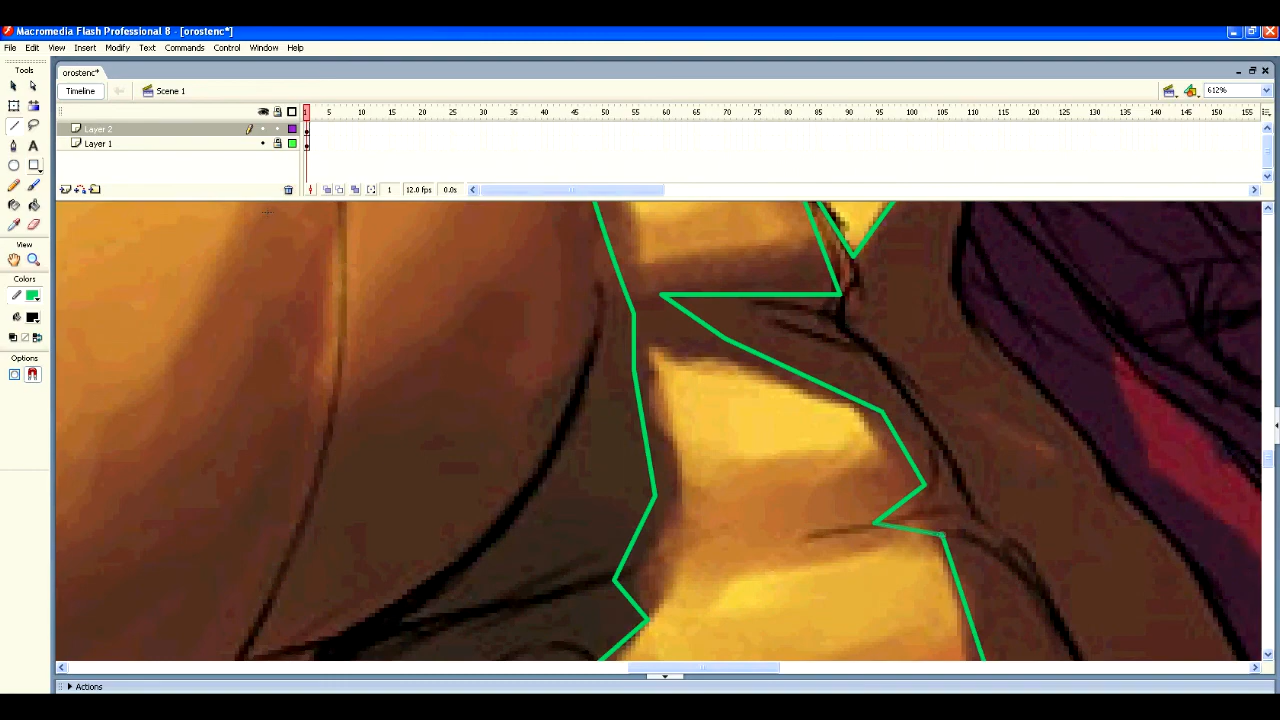 Macromedia Flash Professional 8 - [orostenc*]
File Edit View Insert Modify Text Commands Control Window Help
Tools
orostenc*
Timeline Scene 1 612%
5 10 15 20 25 30 35 40 45 50 55 60 65 70 75 80 85 90 95 100 105 110 115 120 125 130 135 140 145 150 155
Layer 2
Layer 1
1 12.0 fps 0.0s
View
Colors
Options
Actions